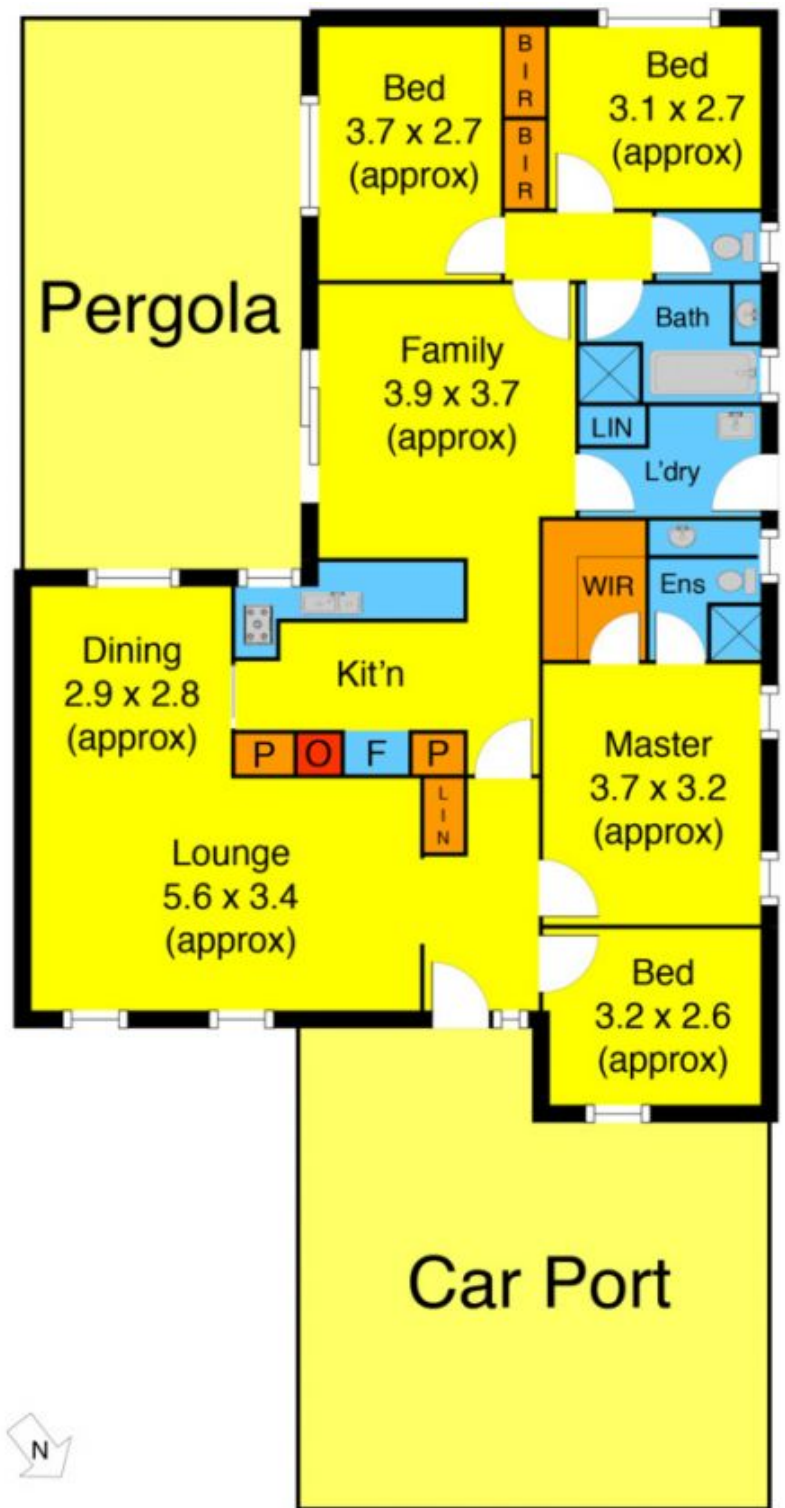 Pergola
Bed
3.7 x 2.7
(approx)
B
I
R
B
I
R
Bed
3.1 x 2.7
(approx)
Family
3.9 x 3.7
(approx)
Bath
LIN
L'dry
WIR
Ens
Dining
2.9 x 2.8
(approx)
Kit'n
P
O
F
P
L
I
N
Master
3.7 x 3.2
(approx)
Lounge
5.6 x 3.4
(approx)
Bed
3.2 x 2.6
(approx)
Car Port
N